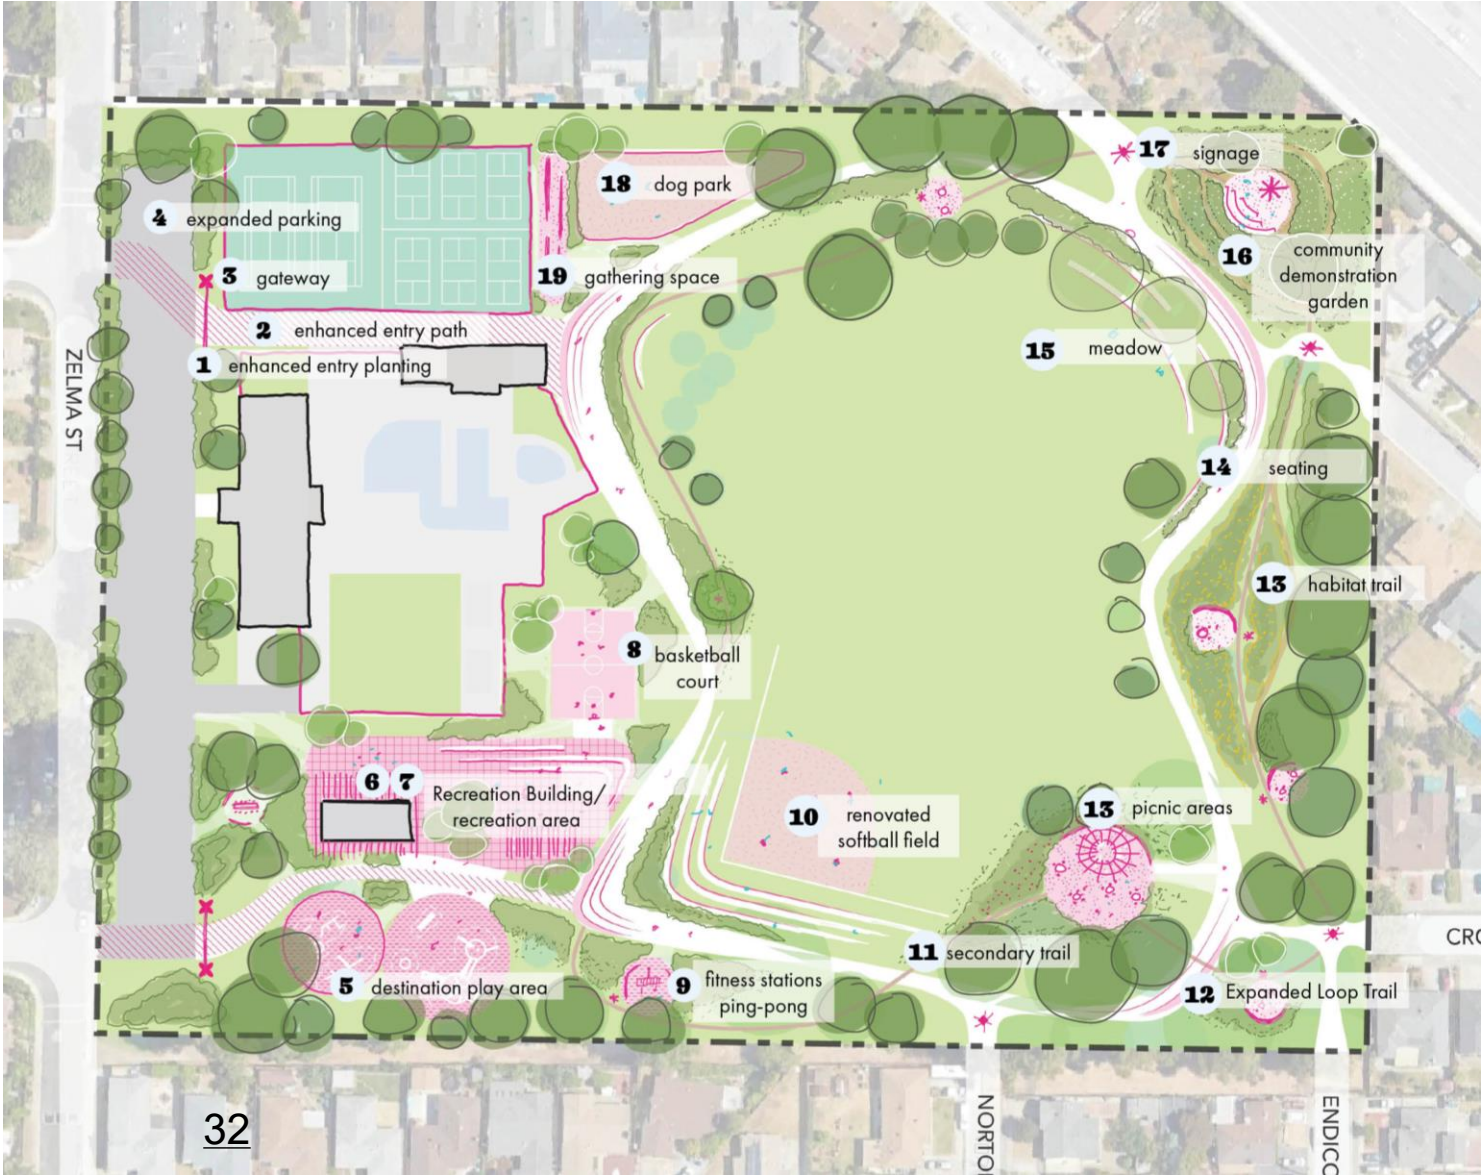 17 signage
18 dog park
4 expanded parking
16 community
demonstration
garden
3 gateway
19 gathering space
2 enhanced entry path
15 meadow
1 enhanced entry planting
ZELMA ST
14 seating
13 habitat trail
8 basketball
court
6 7 Recreation Building/
recreation area
10 renovated
softball field
13 picnic areas
CRO
11 secondary trail
5 destination play area
9 fitness stations
ping-pong
12 Expanded Loop Trail
32
NORTO
ENDICO